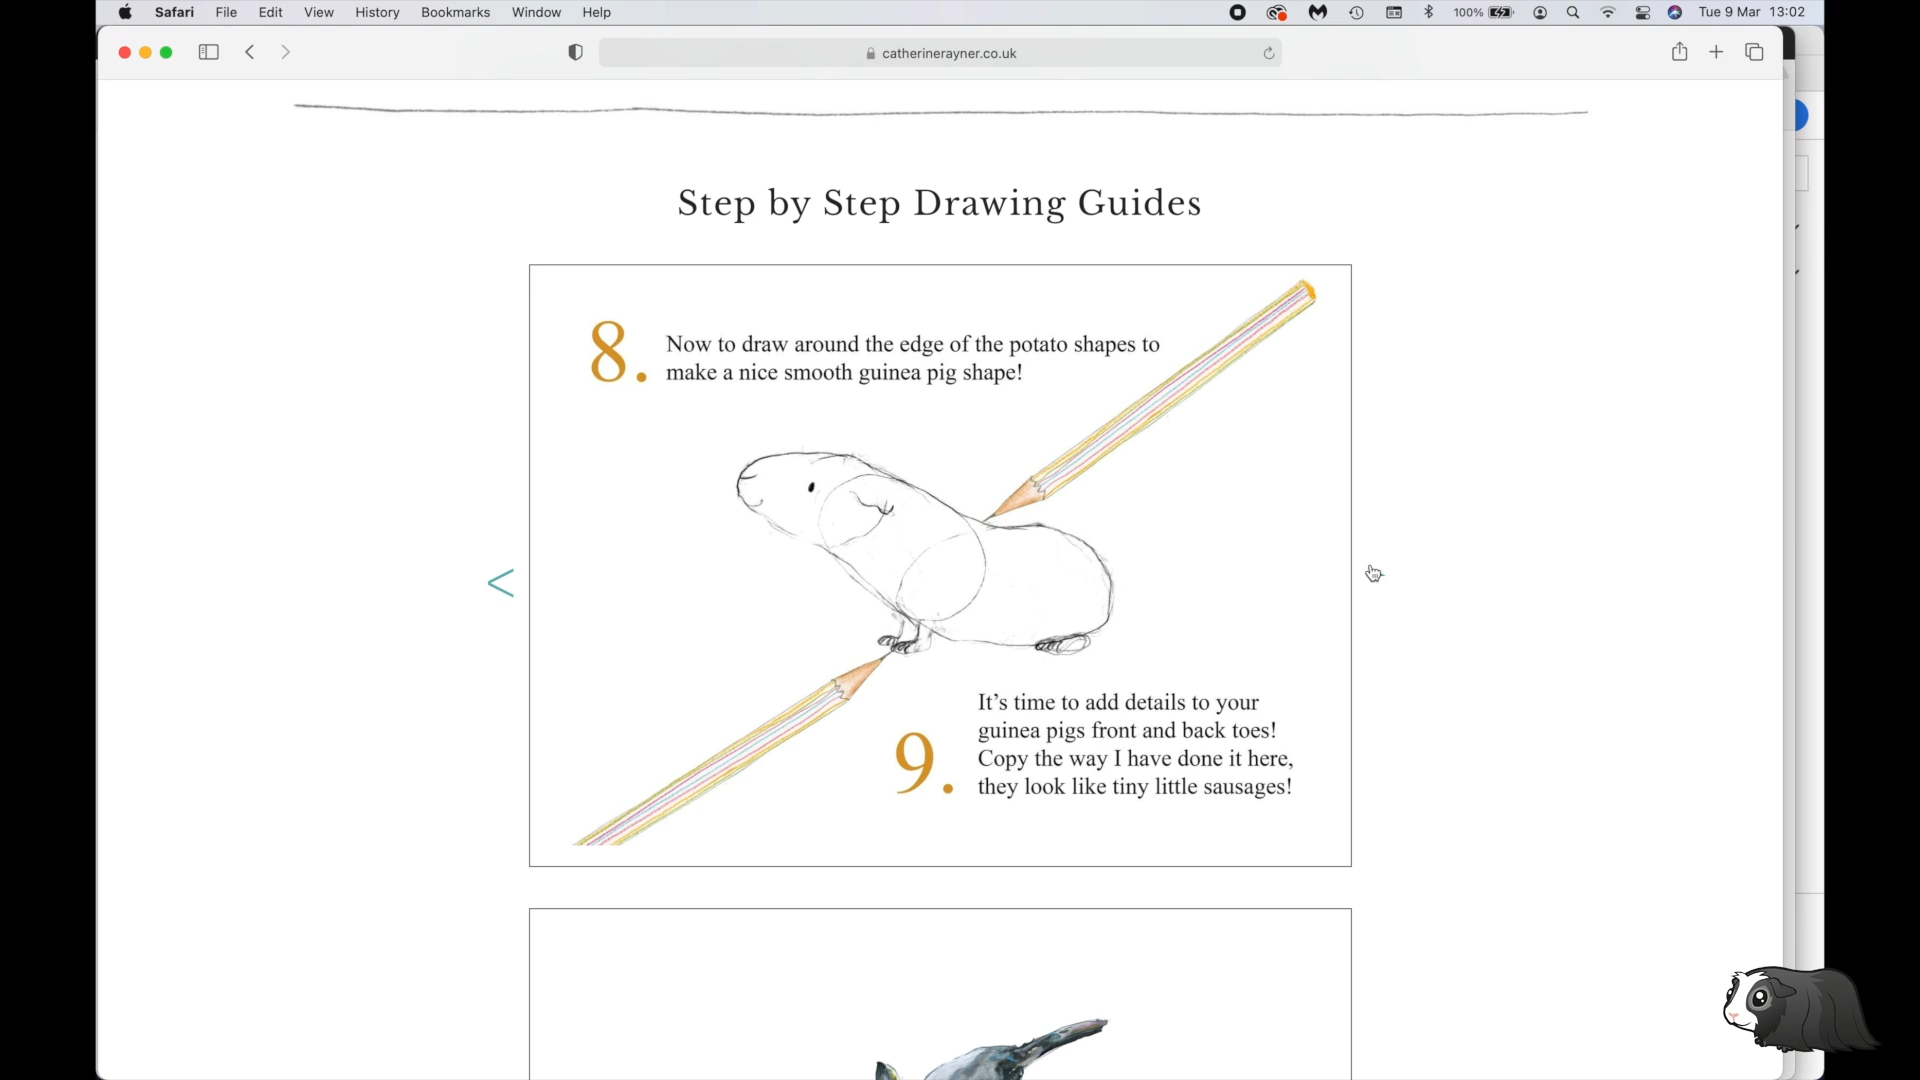 Safari File Edit View History Bookmarks Window Help 100% Tue 9 Mar 13:02
catherinerayner.co.uk
Step by Step Drawing Guides
8. Now to draw around the edge of the potato shapes to
make a nice smooth guinea pig shape!
It’s time to add details to your
guinea pigs front and back toes!
9. Copy the way I have done it here,
they look like tiny little sausages!